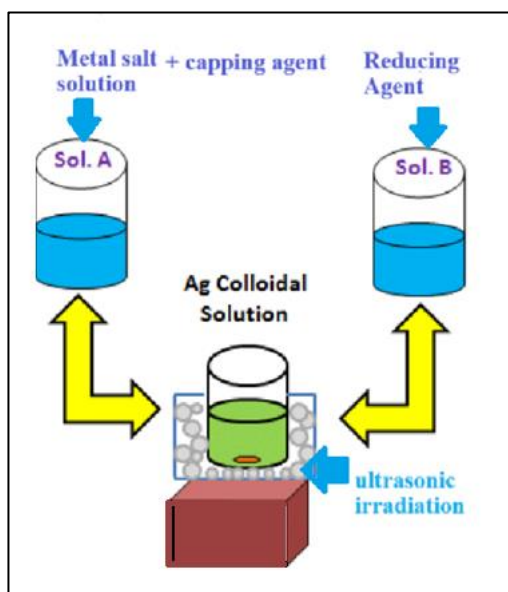 Metal salt + capping agent
solution
Reducing
Agent
Sol. A
Sol. B
Ag Colloidal
Solution
ultrasonic
irradiation